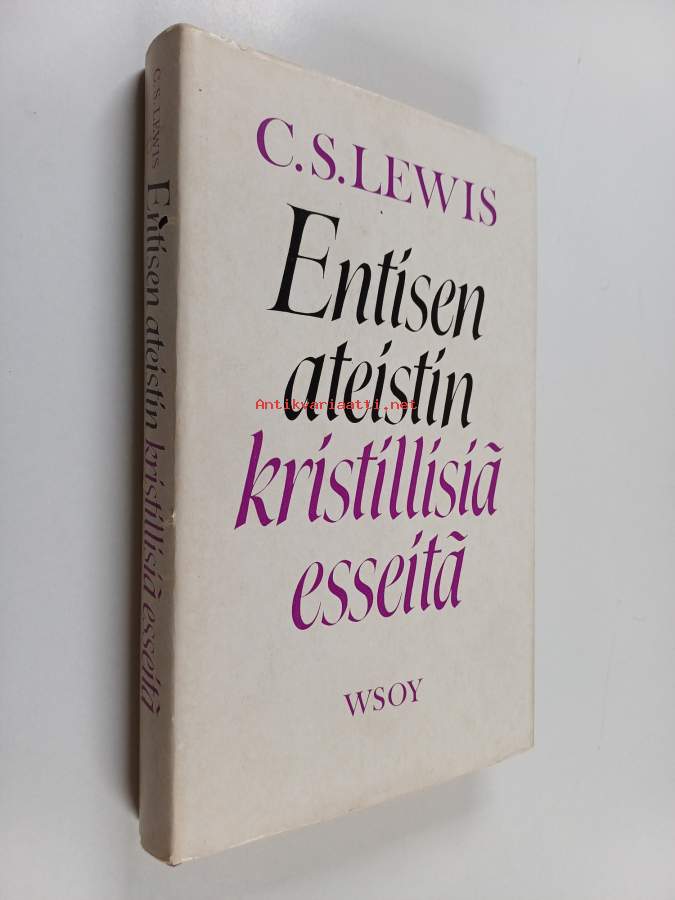 C.S.LEWIS
Entisen
ateistin
kristillisiä
esseitä
WSOY
C.S.LEWIS Entisen ateistin kristillisiä esseitä
Antikvariaatti.net